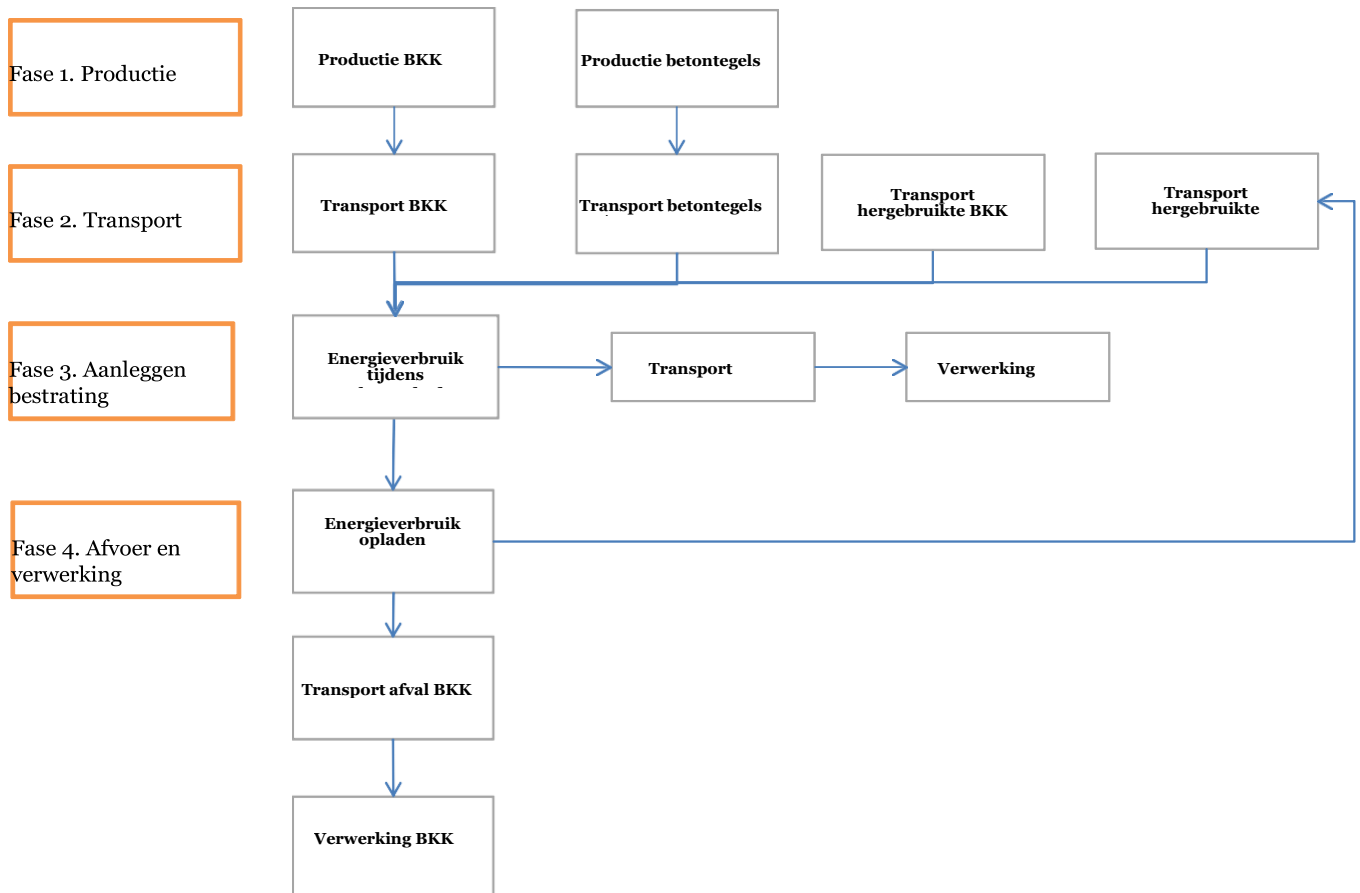 Fase 1. Productie
Productie BKK
Productie betontegels
Fase 2. Transport
Transport BKK
Transport betontegels
Transport
hergebruikte BKK
Transport
hergebruikte
Fase 3. Aanleggen
bestrating
Energieverbruik
tijdens
Transport
Verwerking
Fase 4. Afvoer en
verwerking
Energieverbruik
opladen
Transport afval BKK
Verwerking BKK